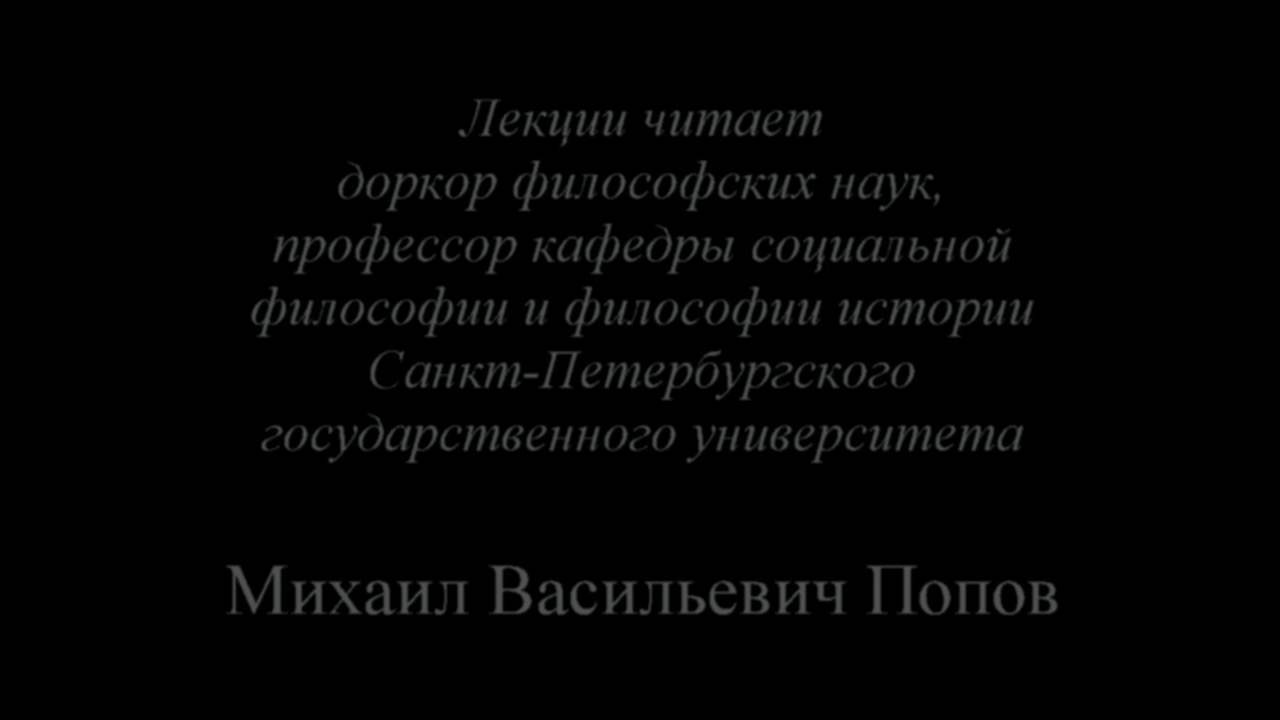 Лекции читает
доркор философских наук,
профессор кафедры социальной
философии и философии истории
Санкт-Петербургского
государственного университета
Михаил Васильевич Попов